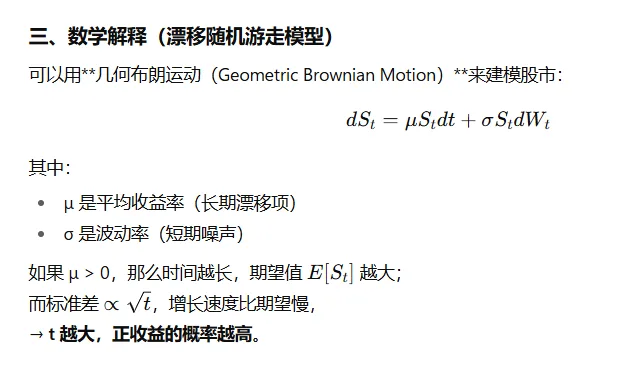 三、数学解释（漂移随机游走模型）
可以用**几何布朗运动（Geometric Brownian Motion）**来建模股市：
dS_t = μS_t dt + σS_t dW_t
其中：
• μ 是平均收益率（长期漂移项）
• σ 是波动率（短期噪声）
如果 μ > 0，那么时间越长，期望值 E[S_t] 越大；
而标准差 ∝ √t，增长速度比期望慢，
→ t 越大，正收益的概率越高。